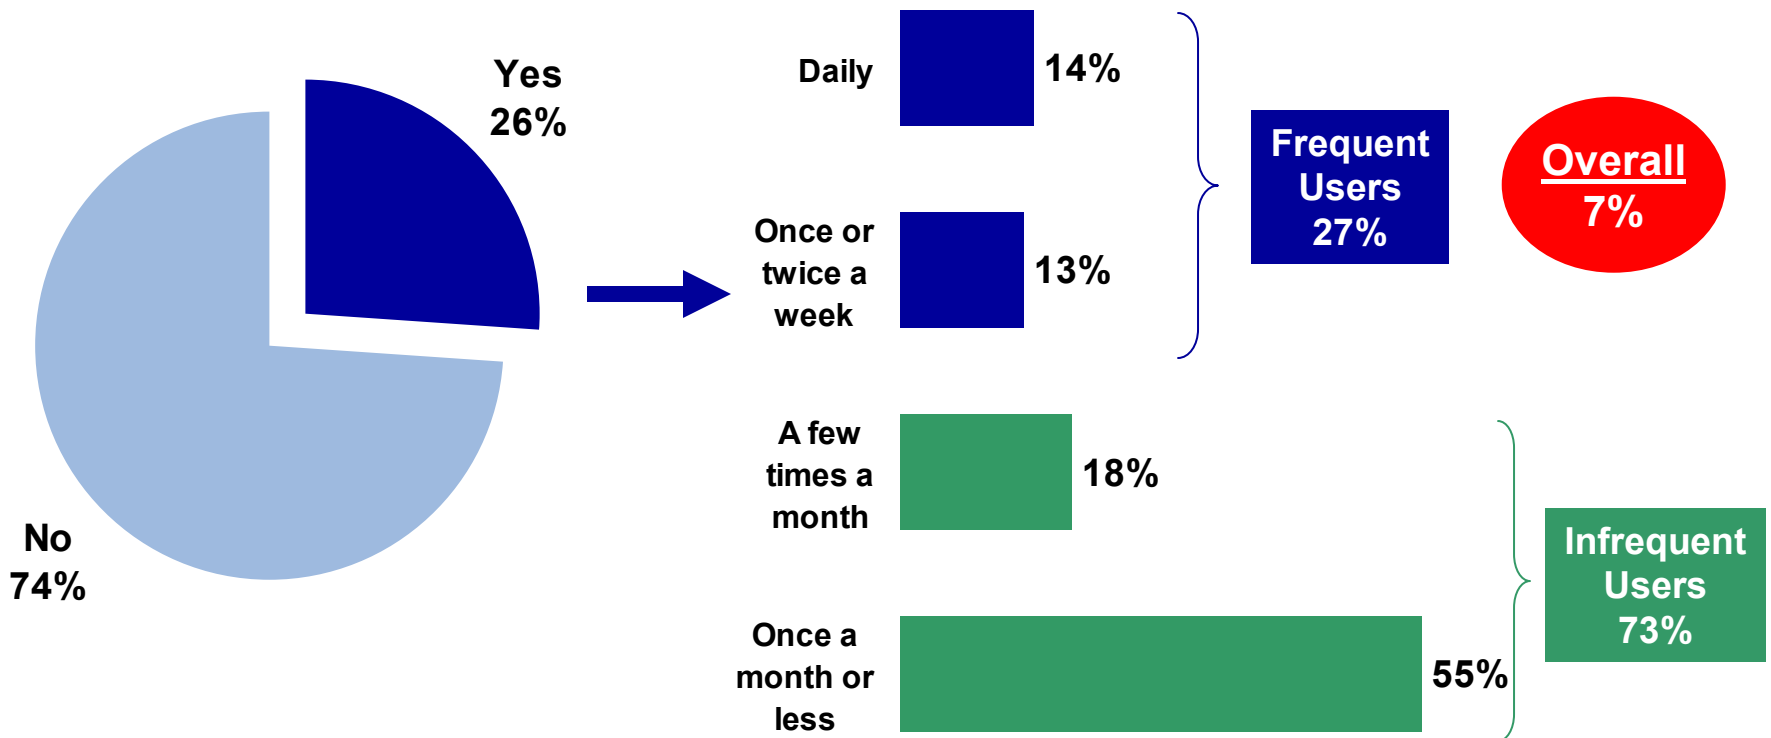 Yes
26%
No
74%
Daily
14%
Once or
twice a
week
13%
A few
times a
month
18%
Once a
month or
less
55%
Frequent
Users
27%
Overall
7%
Infrequent
Users
73%